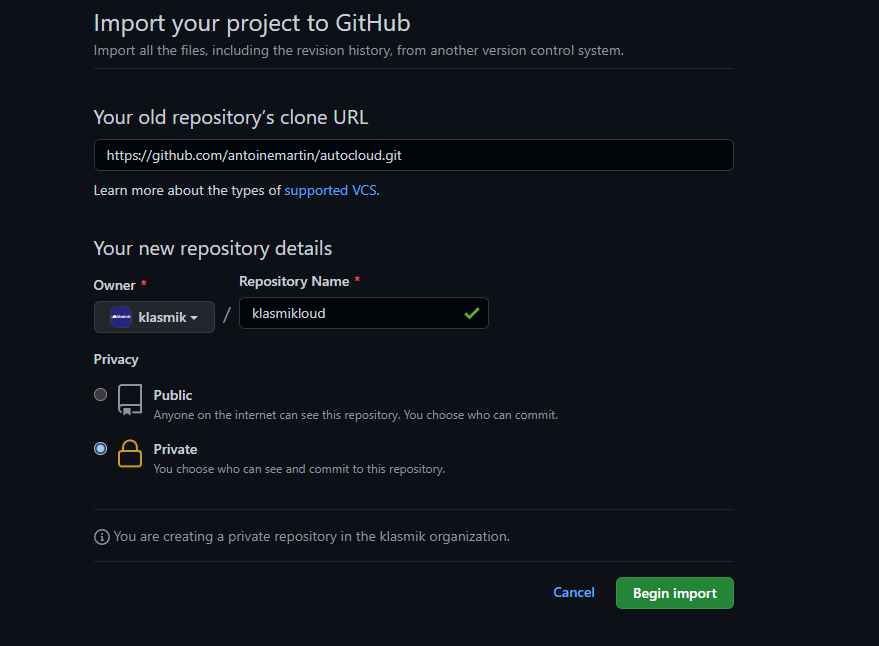 Import your project to GitHub
Import all the files, including the revision history, from another version control system.
Your old repository’s clone URL
https://github.com/antoinemartin/autocloud.git
Learn more about the types of supported VCS.
Your new repository details
Owner *
Repository Name *
klasmik
/
klasmikloud
Privacy
Public
Anyone on the internet can see this repository. You choose who can commit.
Private
You choose who can see and commit to this repository.
You are creating a private repository in the klasmik organization.
Cancel
Begin import